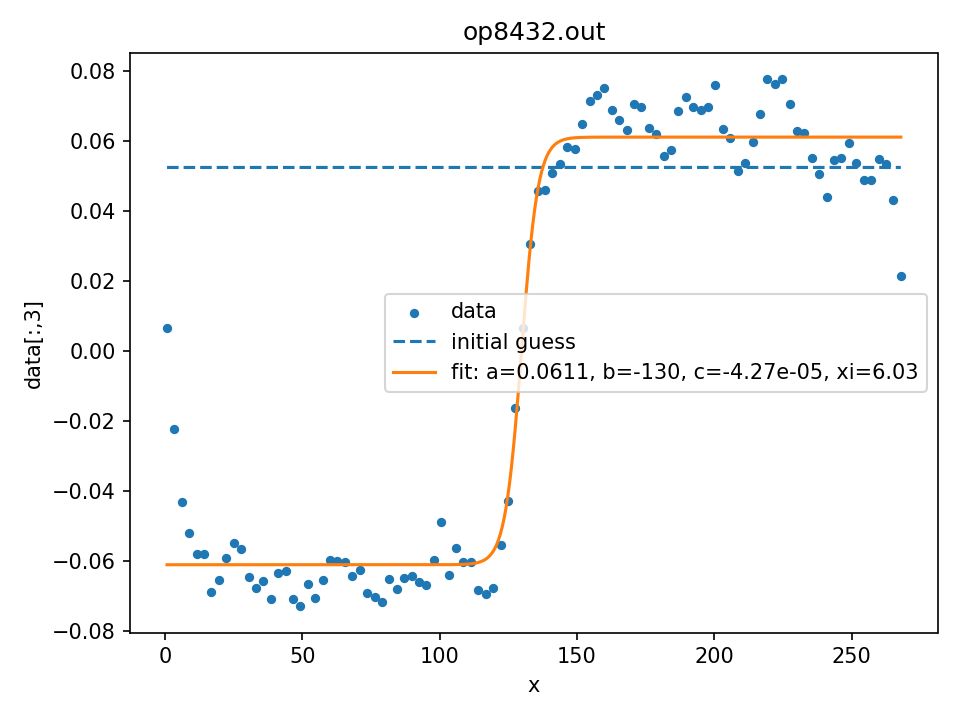 op8432.out
0.08
0.06
0.04
0.02
0.00
−0.02
−0.04
−0.06
−0.08
data[:,3]
data
initial guess
fit: a=0.0611, b=-130, c=-4.27e-05, xi=6.03
0 50 100 150 200 250
x